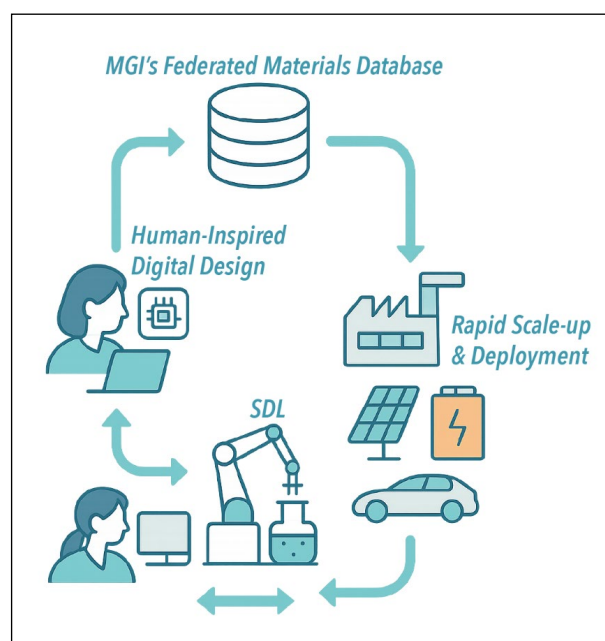 MGI's Federated Materials Database
Human-Inspired
Digital Design
Rapid Scale-up
& Deployment
SDL